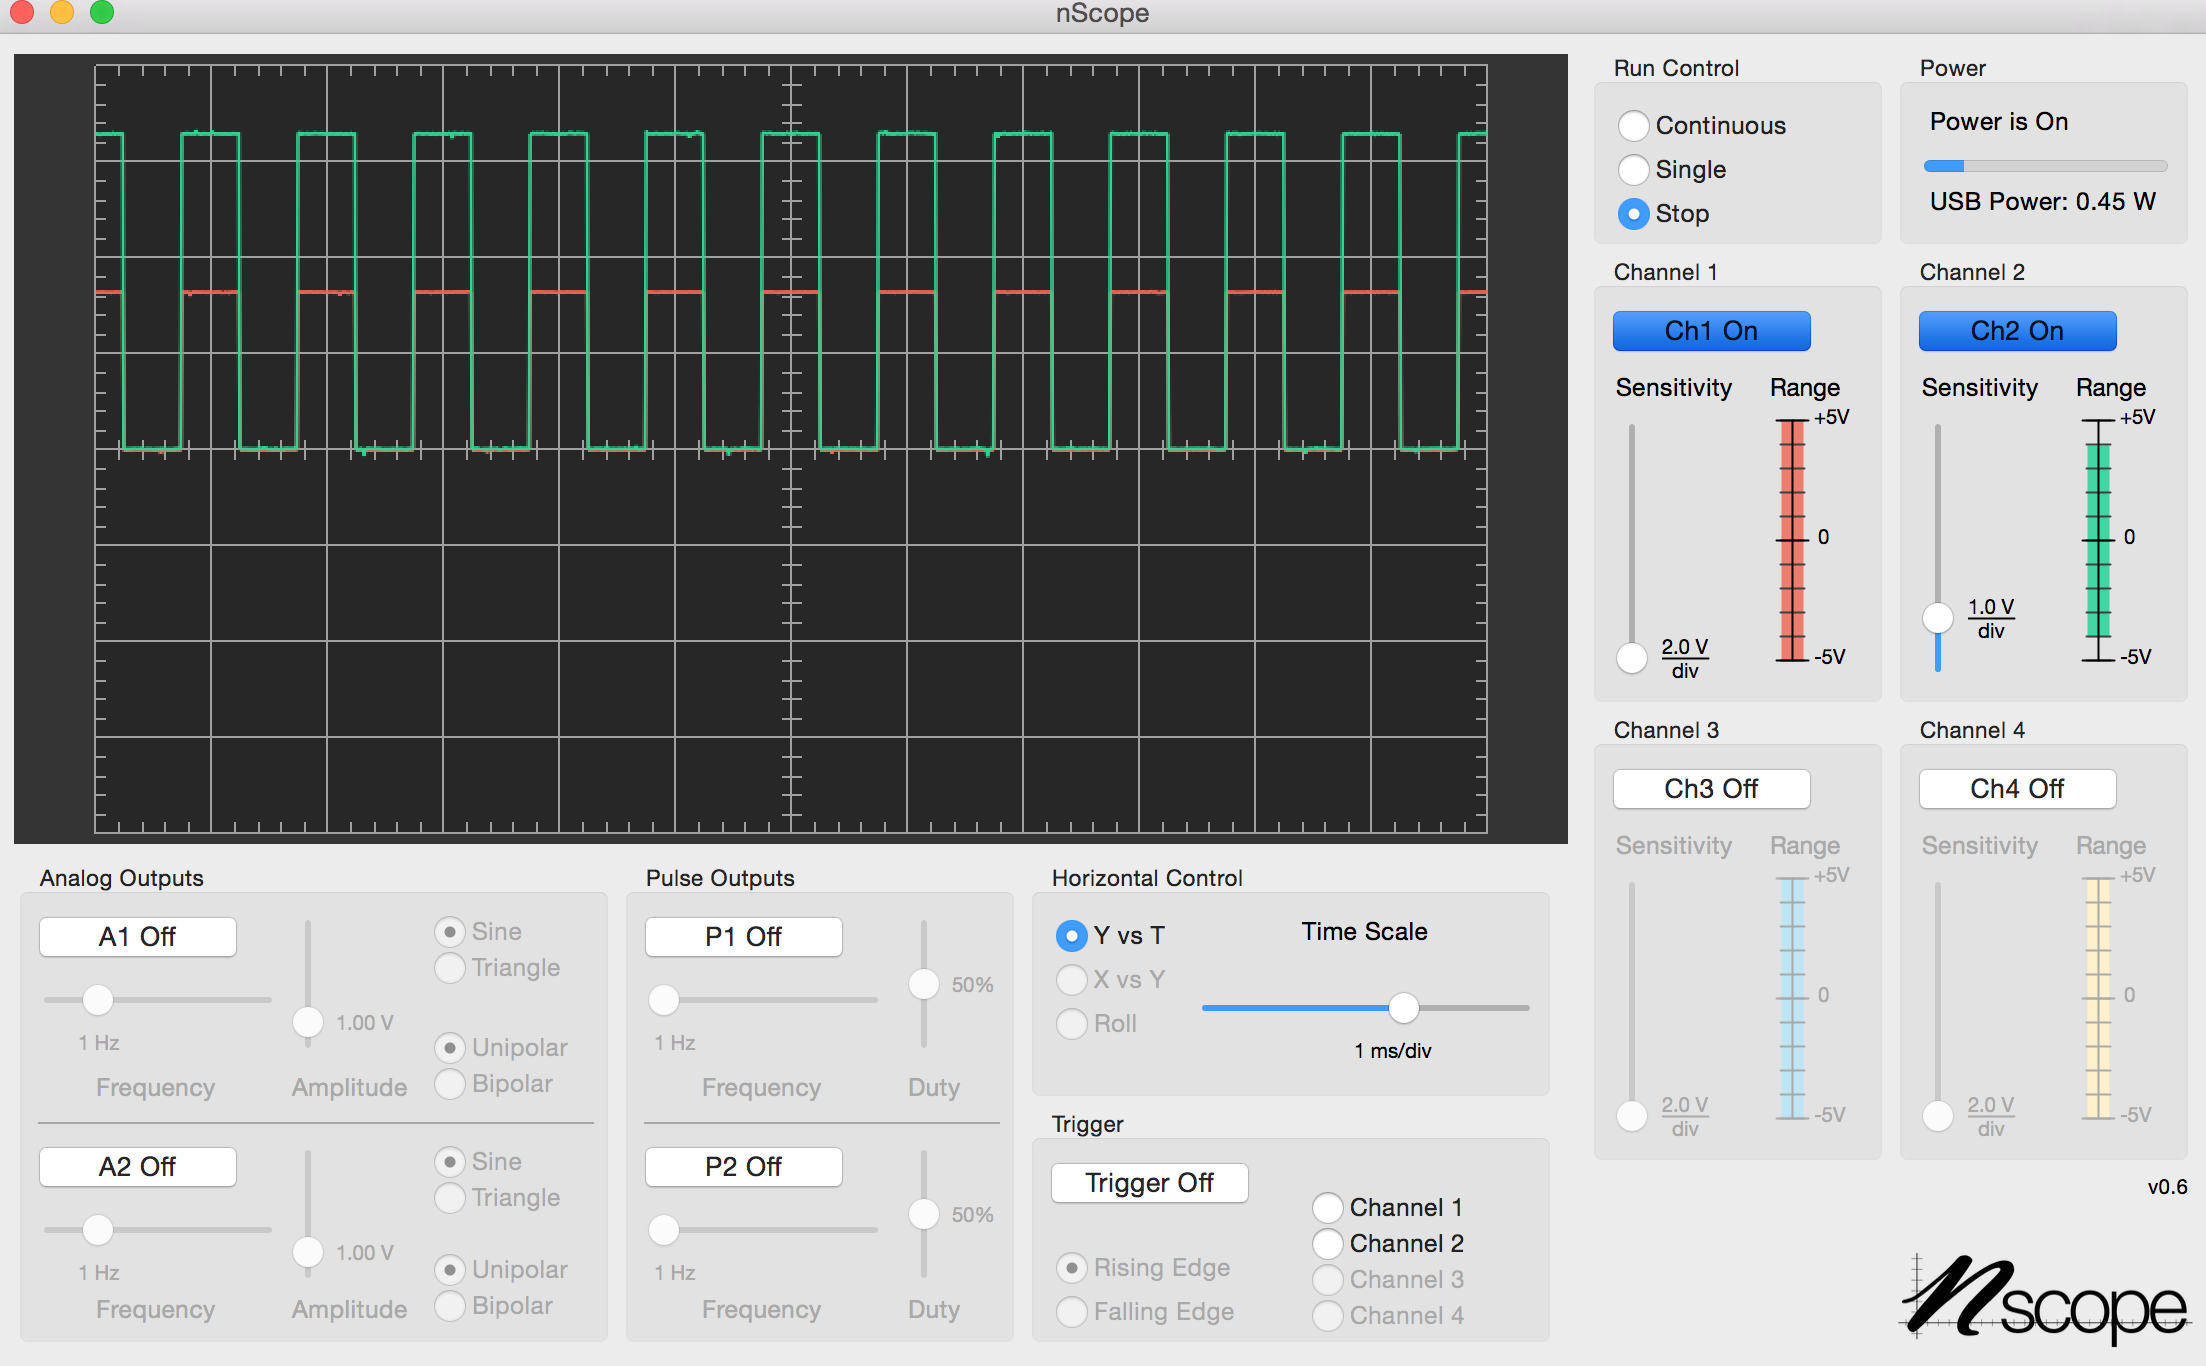 nScope
Run Control
Continuous
Single
Stop
Power
Power is On
USB Power: 0.45 W
Channel 1
Ch1 On
Sensitivity
Range
+5V
0
-5V
2.0 V
div
Channel 2
Ch2 On
Sensitivity
Range
+5V
0
-5V
1.0 V
div
Channel 3
Ch3 Off
Sensitivity
Range
+5V
0
-5V
2.0 V
div
Channel 4
Ch4 Off
Sensitivity
Range
+5V
0
-5V
2.0 V
div
Analog Outputs
A1 Off
1 Hz
Frequency
1.00 V
Amplitude
Sine
Triangle
Unipolar
Bipolar
A2 Off
1 Hz
Frequency
1.00 V
Amplitude
Sine
Triangle
Unipolar
Bipolar
Pulse Outputs
P1 Off
1 Hz
Frequency
50%
Duty
P2 Off
1 Hz
Frequency
50%
Duty
Horizontal Control
Y vs T
X vs Y
Roll
Time Scale
1 ms/div
Trigger
Trigger Off
Rising Edge
Falling Edge
Channel 1
Channel 2
Channel 3
Channel 4
v0.6
nscope